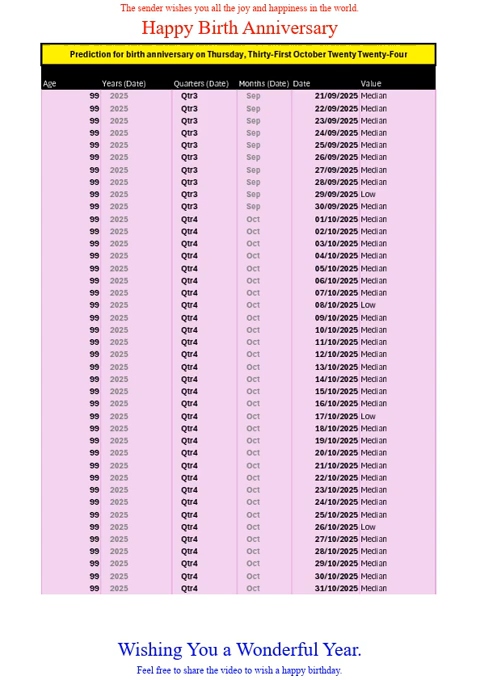 The sender wishes you all the joy and happiness in the world.
Happy Birth Anniversary
Prediction for birth anniversary on Thursday, Thirty-First October Twenty Twenty-Four
Age Years (Date) Quarters (Date) Months (Date) Date Value
99 2025 Qtr3 Sep 21/09/2025 Median
99 2025 Qtr3 Sep 22/09/2025 Median
99 2025 Qtr3 Sep 23/09/2025 Median
99 2025 Qtr3 Sep 24/09/2025 Median
99 2025 Qtr3 Sep 25/09/2025 Median
99 2025 Qtr3 Sep 26/09/2025 Median
99 2025 Qtr3 Sep 27/09/2025 Median
99 2025 Qtr3 Sep 28/09/2025 Median
99 2025 Qtr3 Sep 29/09/2025 Low
99 2025 Qtr3 Sep 30/09/2025 Median
99 2025 Qtr4 Oct 01/10/2025 Median
99 2025 Qtr4 Oct 02/10/2025 Median
99 2025 Qtr4 Oct 03/10/2025 Median
99 2025 Qtr4 Oct 04/10/2025 Median
99 2025 Qtr4 Oct 05/10/2025 Median
99 2025 Qtr4 Oct 06/10/2025 Median
99 2025 Qtr4 Oct 07/10/2025 Median
99 2025 Qtr4 Oct 08/10/2025 Low
99 2025 Qtr4 Oct 09/10/2025 Median
99 2025 Qtr4 Oct 10/10/2025 Median
99 2025 Qtr4 Oct 11/10/2025 Median
99 2025 Qtr4 Oct 12/10/2025 Median
99 2025 Qtr4 Oct 13/10/2025 Median
99 2025 Qtr4 Oct 14/10/2025 Median
99 2025 Qtr4 Oct 15/10/2025 Median
99 2025 Qtr4 Oct 16/10/2025 Median
99 2025 Qtr4 Oct 17/10/2025 Low
99 2025 Qtr4 Oct 18/10/2025 Median
99 2025 Qtr4 Oct 19/10/2025 Median
99 2025 Qtr4 Oct 20/10/2025 Median
99 2025 Qtr4 Oct 21/10/2025 Median
99 2025 Qtr4 Oct 22/10/2025 Median
99 2025 Qtr4 Oct 23/10/2025 Median
99 2025 Qtr4 Oct 24/10/2025 Median
99 2025 Qtr4 Oct 25/10/2025 Median
99 2025 Qtr4 Oct 26/10/2025 Low
99 2025 Qtr4 Oct 27/10/2025 Median
99 2025 Qtr4 Oct 28/10/2025 Median
99 2025 Qtr4 Oct 29/10/2025 Median
99 2025 Qtr4 Oct 30/10/2025 Median
99 2025 Qtr4 Oct 31/10/2025 Median
Wishing You a Wonderful Year.
Feel free to share the video to wish a happy birthday.